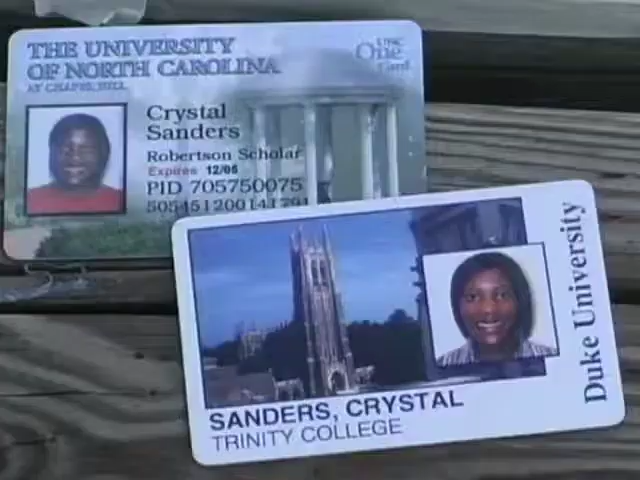 THE UNIVERSITY
OF NORTH CAROLINA
AT CHAPEL HILL
UNC
One
Card
Crystal
Sanders
Robertson Scholar
Expires 12/05
PID 705750075
SANDERS, CRYSTAL
TRINITY COLLEGE
Duke University